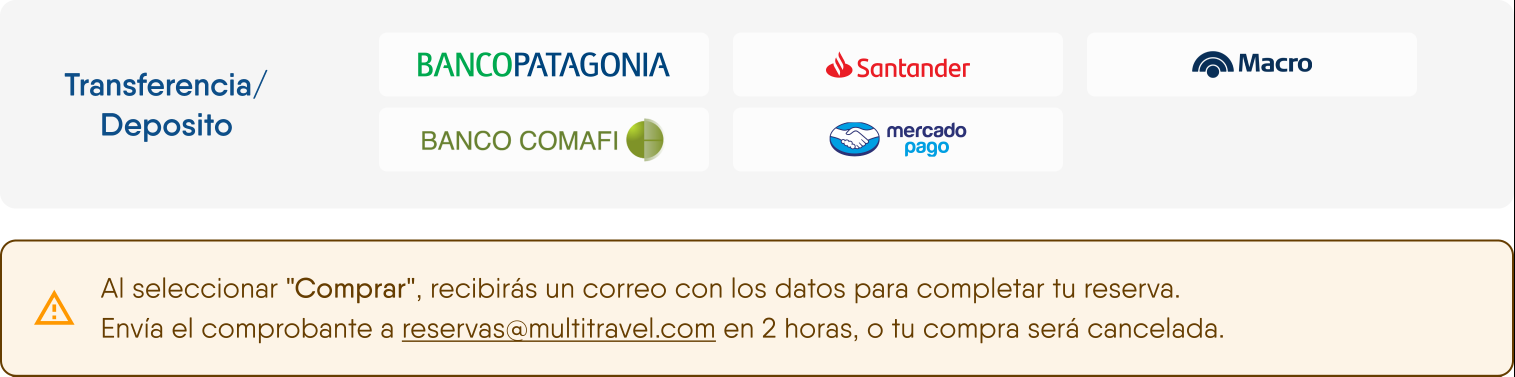 Transferencia/
Deposito
BANCOPATAGONIA
Santander
Macro
BANCO COMAFI
mercado
pago
Al seleccionar "Comprar", recibirás un correo con los datos para completar tu reserva.
Envía el comprobante a reservas@multitravel.com en 2 horas, o tu compra será cancelada.